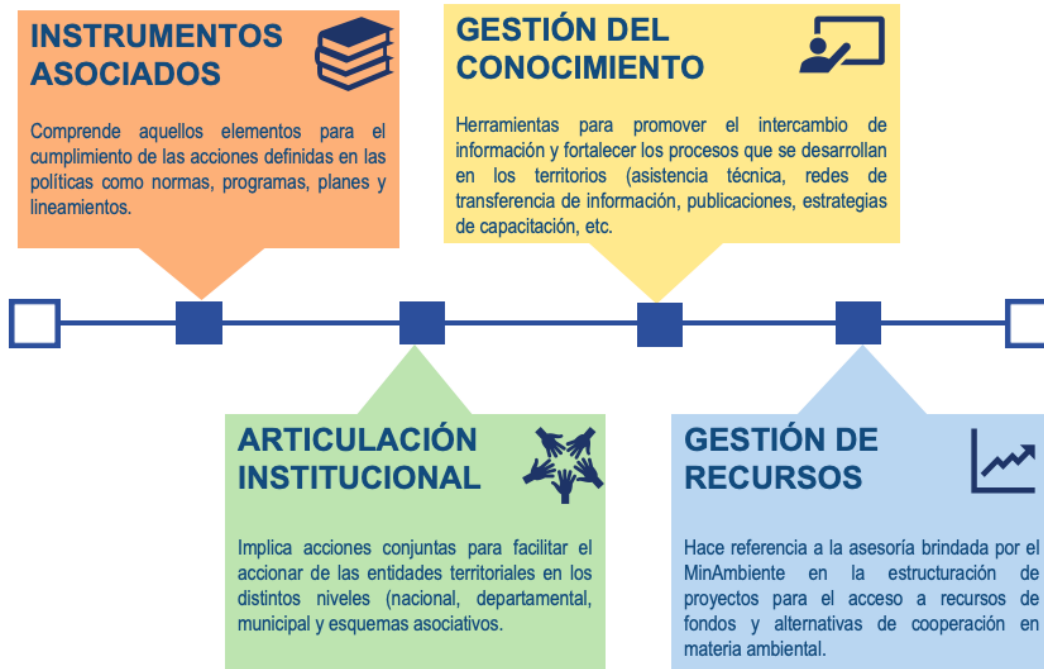 INSTRUMENTOS
ASOCIADOS
Comprende aquellos elementos para el
cumplimiento de las acciones definidas en las
políticas como normas, programas, planes y
lineamientos.
GESTIÓN DEL
CONOCIMIENTO
Herramientas para promover el intercambio de
información y fortalecer los procesos que se desarrollan
en los territorios (asistencia técnica, redes de
transferencia de información, publicaciones, estrategias
de capacitación, etc.
ARTICULACIÓN
INSTITUCIONAL
Implica acciones conjuntas para facilitar el
accionar de las entidades territoriales en los
distintos niveles (nacional, departamental,
municipal y esquemas asociativos.
GESTIÓN DE
RECURSOS
Hace referencia a la asesoría brindada por el
MinAmbiente en la estructuración de
proyectos para el acceso a recursos de
fondos y alternativas de cooperación en
materia ambiental.